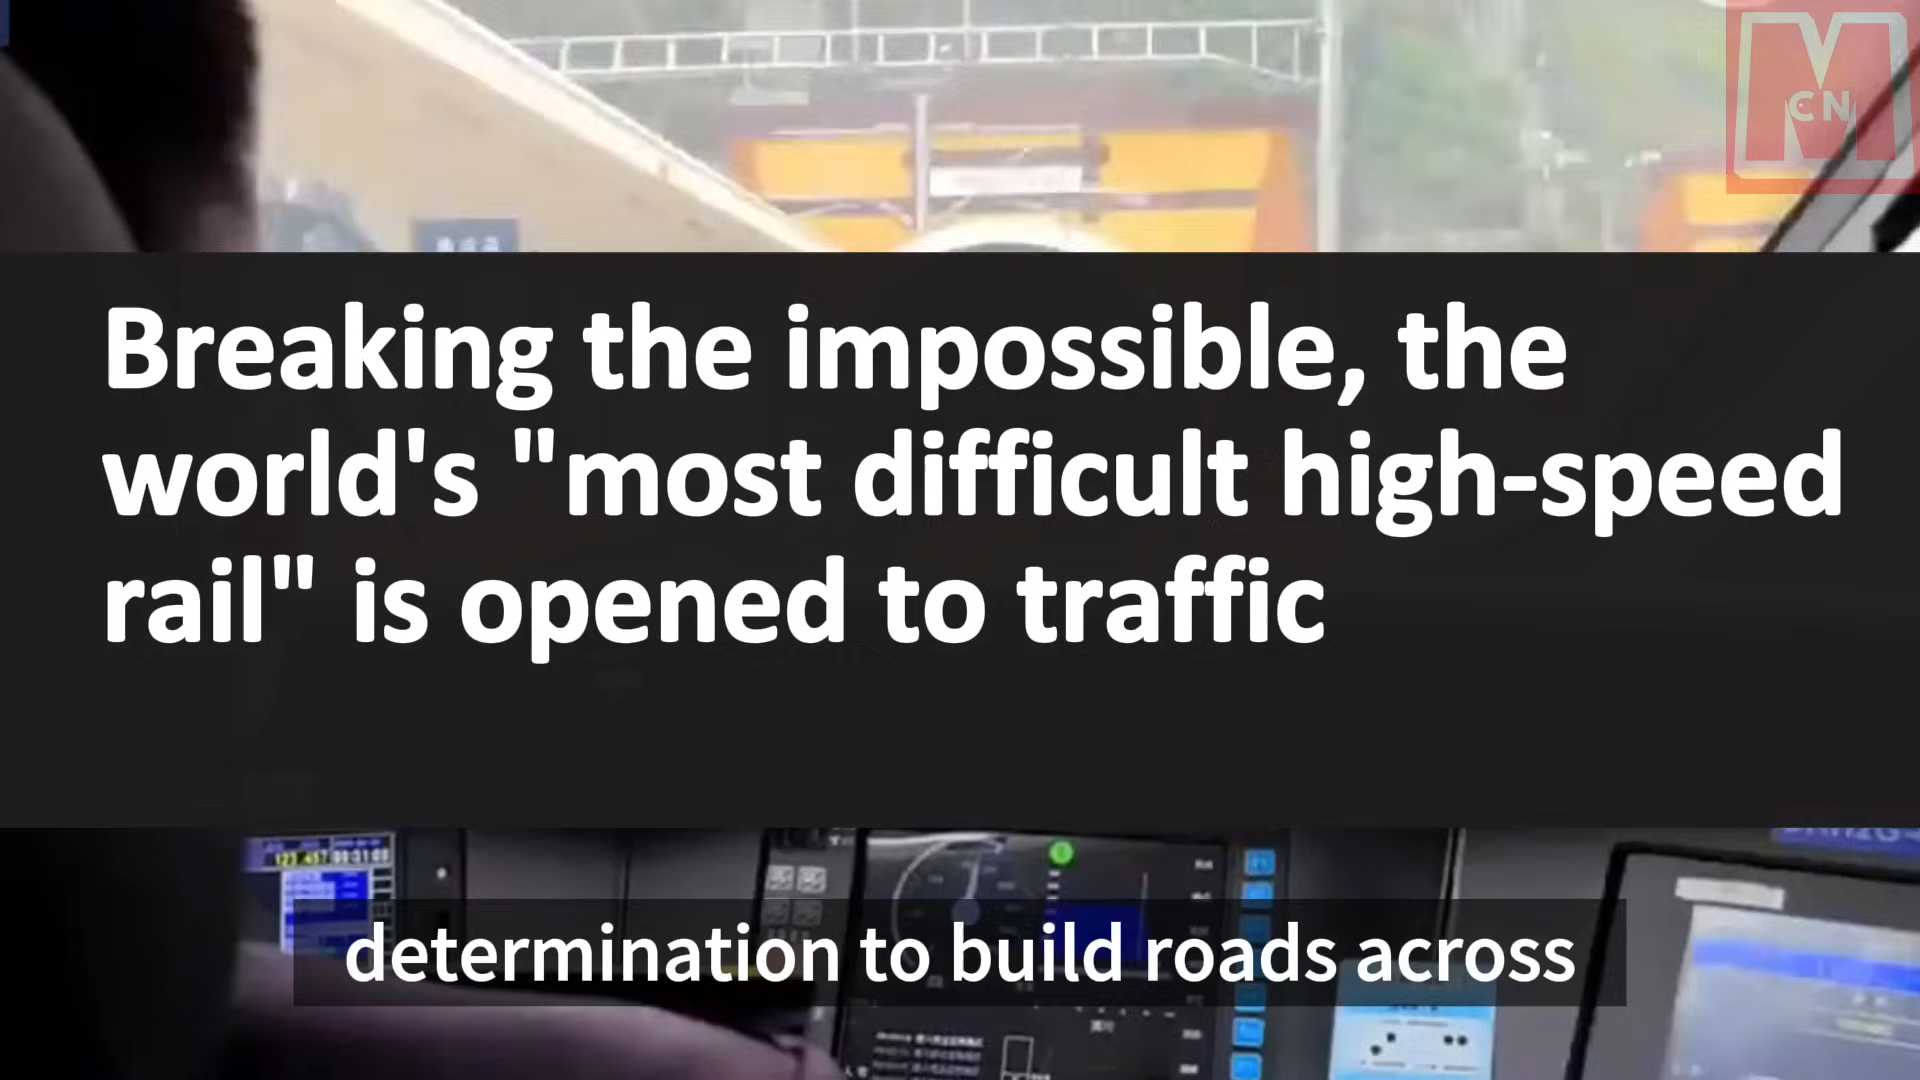 M
CN
Breaking the impossible, the
world's "most difficult high-speed
rail" is opened to traffic
determination to build roads across